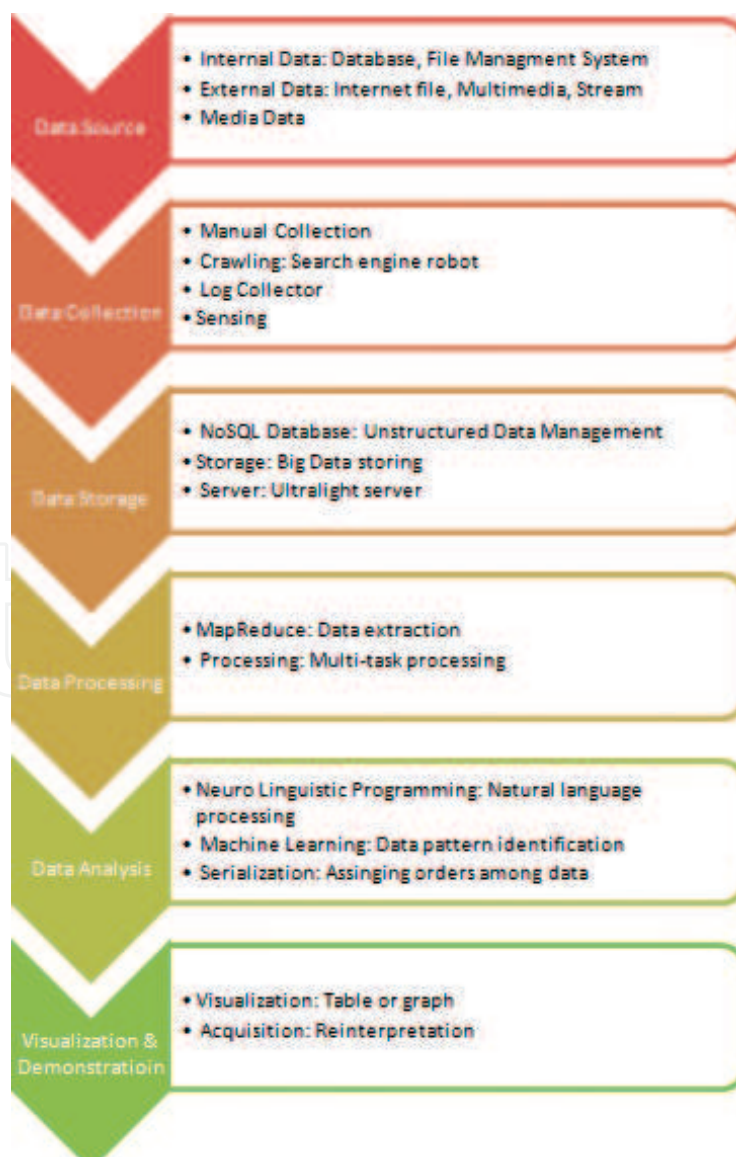 Data Source
• Internal Data: Database, File Managment System
• External Data: Internet file, Multimedia, Stream
• Media Data
Data Collection
• Manual Collection
• Crawling: Search engine robot
• Log Collector
• Sensing
Data Storage
• NoSQL Database: Unstructured Data Management
• Storage: Big Data storing
• Server: Ultralight server
Data Processing
• MapReduce: Data extraction
• Processing: Multi-task processing
Data Analysis
• Neuro Linguistic Programming: Natural language
processing
• Machine Learning: Data pattern identification
• Serialization: Assinging orders among data
Visualization &
Demonstratioin
• Visualization: Table or graph
• Acquisition: Reinterpretation